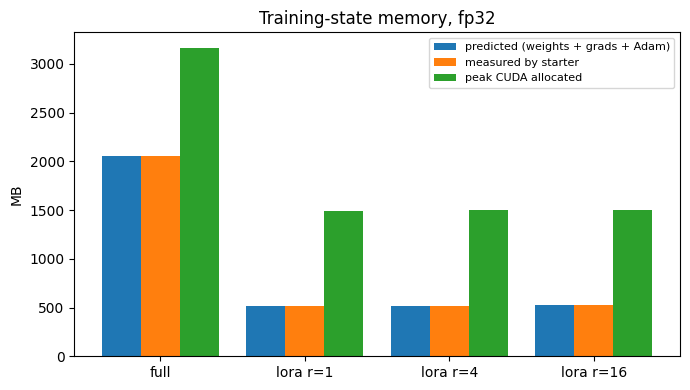 Training-state memory, fp32
predicted (weights + grads + Adam)
measured by starter
peak CUDA allocated
MB
3000
2500
2000
1500
1000
500
0
full
lora r=1
lora r=4
lora r=16